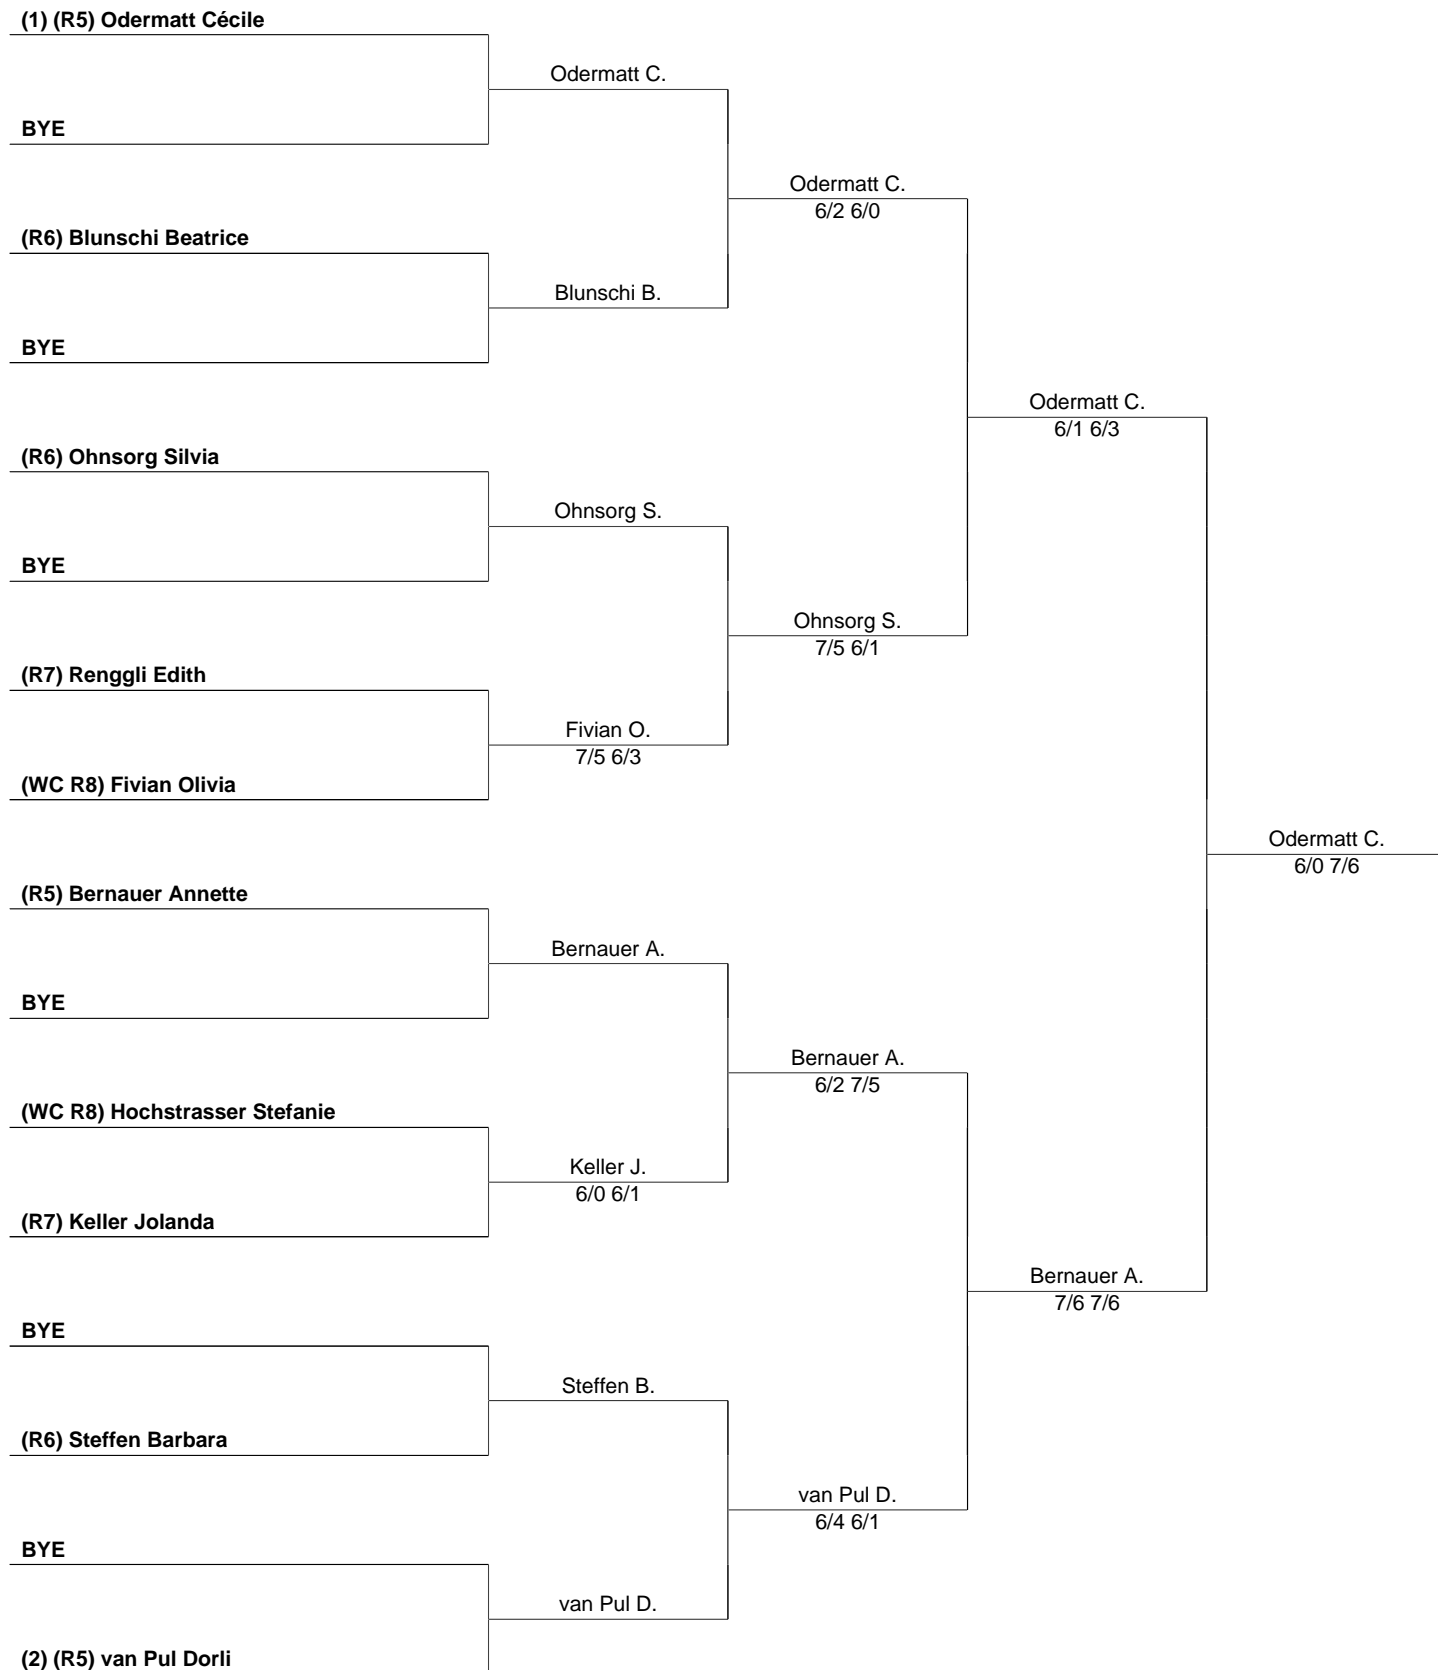 (1) (R5) Odermatt Cécile
Odermatt C.
BYE
Odermatt C.
6/2 6/0
(R6) Blunschi Beatrice
Blunschi B.
BYE
Odermatt C.
6/1 6/3
(R6) Ohnsorg Silvia
Ohnsorg S.
BYE
Ohnsorg S.
7/5 6/1
(R7) Renggli Edith
Fivian O.
7/5 6/3
(WC R8) Fivian Olivia
Odermatt C.
6/0 7/6
(R5) Bernauer Annette
Bernauer A.
BYE
Bernauer A.
6/2 7/5
(WC R8) Hochstrasser Stefanie
Keller J.
6/0 6/1
(R7) Keller Jolanda
Bernauer A.
7/6 7/6
BYE
Steffen B.
(R6) Steffen Barbara
van Pul D.
6/4 6/1
BYE
van Pul D.
(2) (R5) van Pul Dorli